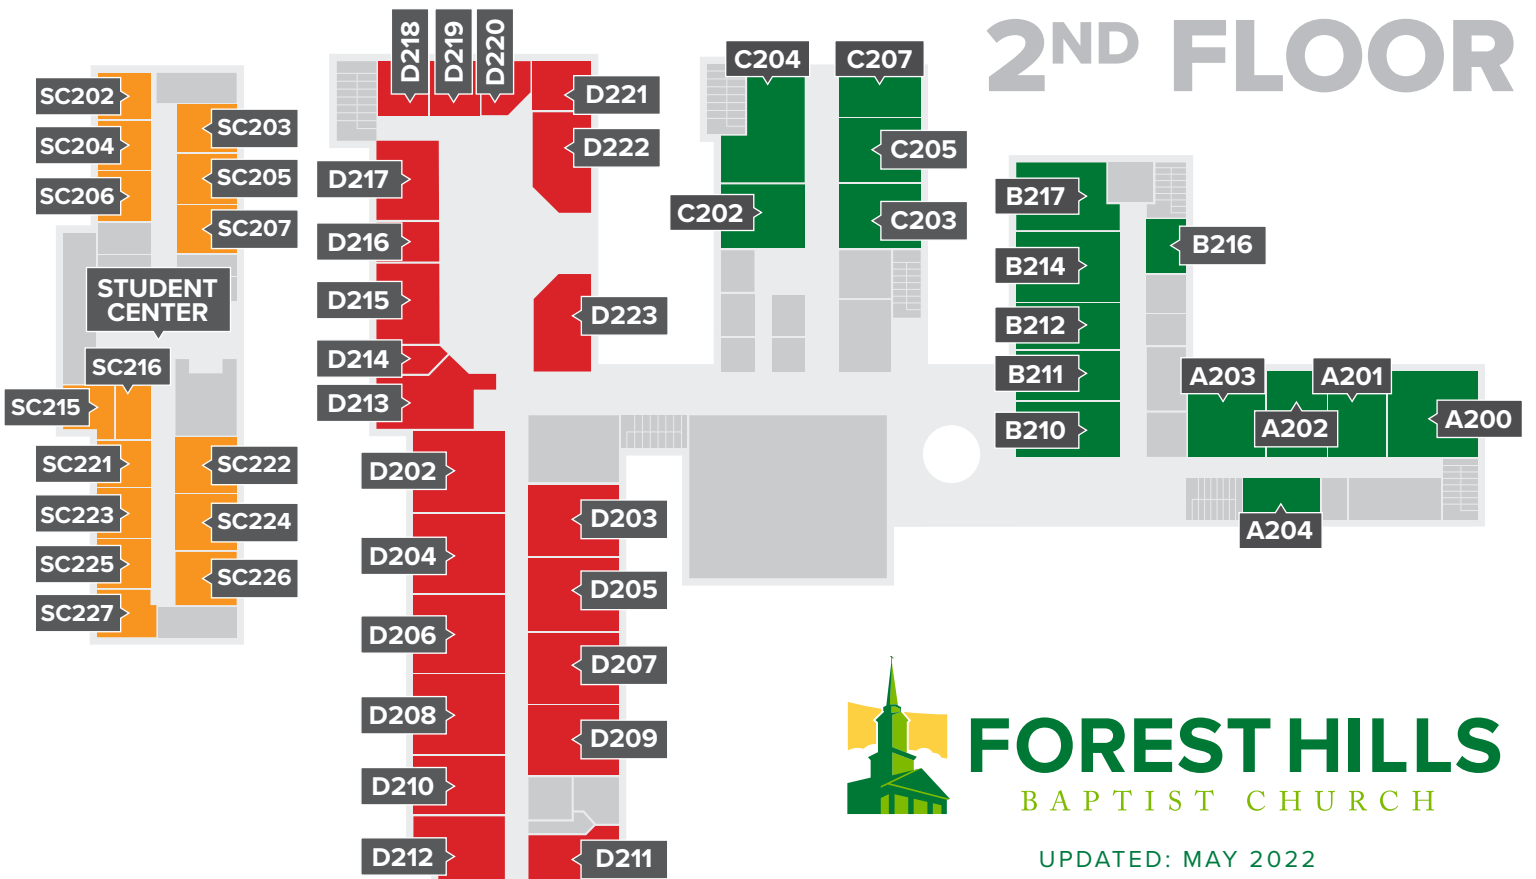 2ND FLOOR
SC202
SC203
SC204
SC205
SC206
SC207
STUDENT
CENTER
SC216
SC215
SC221
SC222
SC223
SC224
SC225
SC226
SC227
D218
D219
D220
D221
D222
D217
D216
D215
D223
D214
D213
D202
D203
D204
D205
D206
D207
D208
D209
D210
D212
D211
C204
C207
C205
C202
C203
B217
B216
B214
B212
B211
B210
A203
A201
A202
A200
A204
FOREST HILLS
BAPTIST CHURCH
UPDATED: MAY 2022